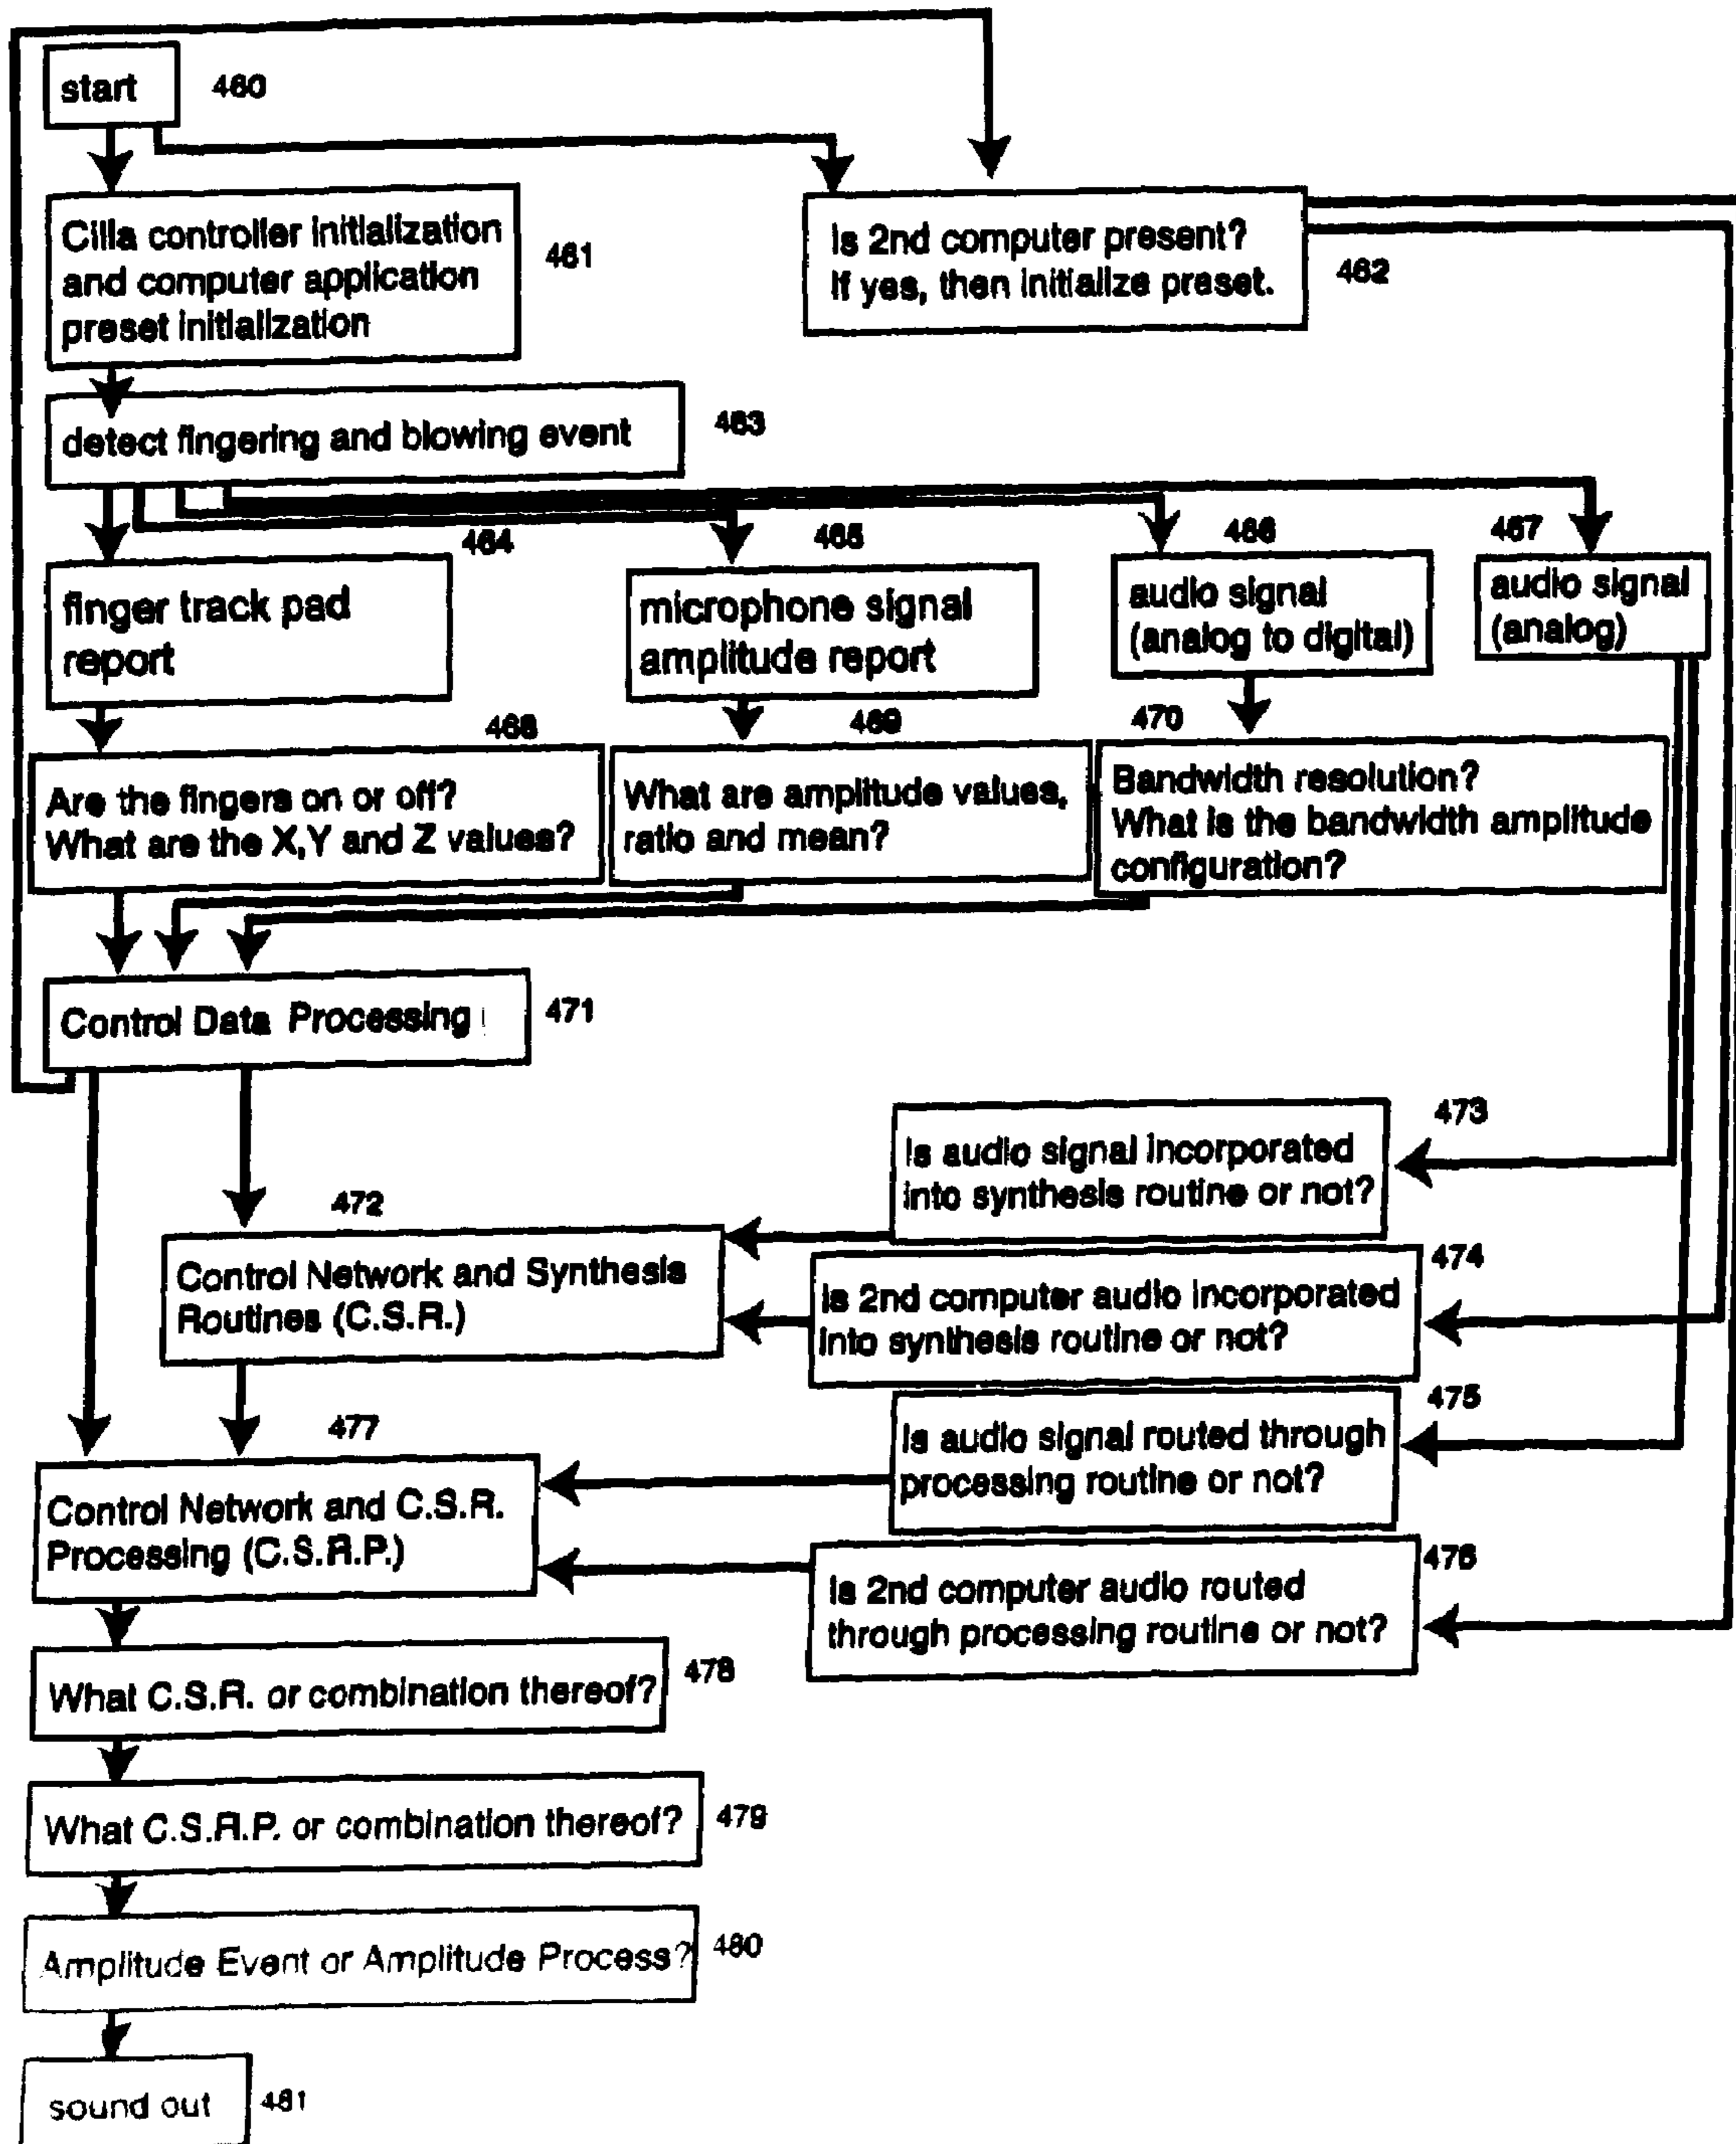 start
460
Cilia controller initialization
and computer application
preset initialization
461
Is 2nd computer present?
If yes, then initialize preset.
462
detect fingering and blowing event
463
464
465
466
467
finger track pad
report
microphone signal
amplitude report
audio signal
(analog to digital)
audio signal
(analog)
468
469
470
Are the fingers on or off?
What are the X,Y and Z values?
What are amplitude values,
ratio and mean?
Bandwidth resolution?
What is the bandwidth amplitude
configuration?
Control Data Processing
471
473
Is audio signal incorporated
into synthesis routine or not?
472
Control Network and Synthesis
Routines (C.S.R.)
474
Is 2nd computer audio incorporated
into synthesis routine or not?
475
Is audio signal routed through
processing routine or not?
477
Control Network and C.S.R.
Processing (C.S.R.P.)
476
Is 2nd computer audio routed
through processing routine or not?
What C.S.R. or combination thereof?
478
What C.S.R.P. or combination thereof?
479
Amplitude Event or Amplitude Process?
480
sound out
481